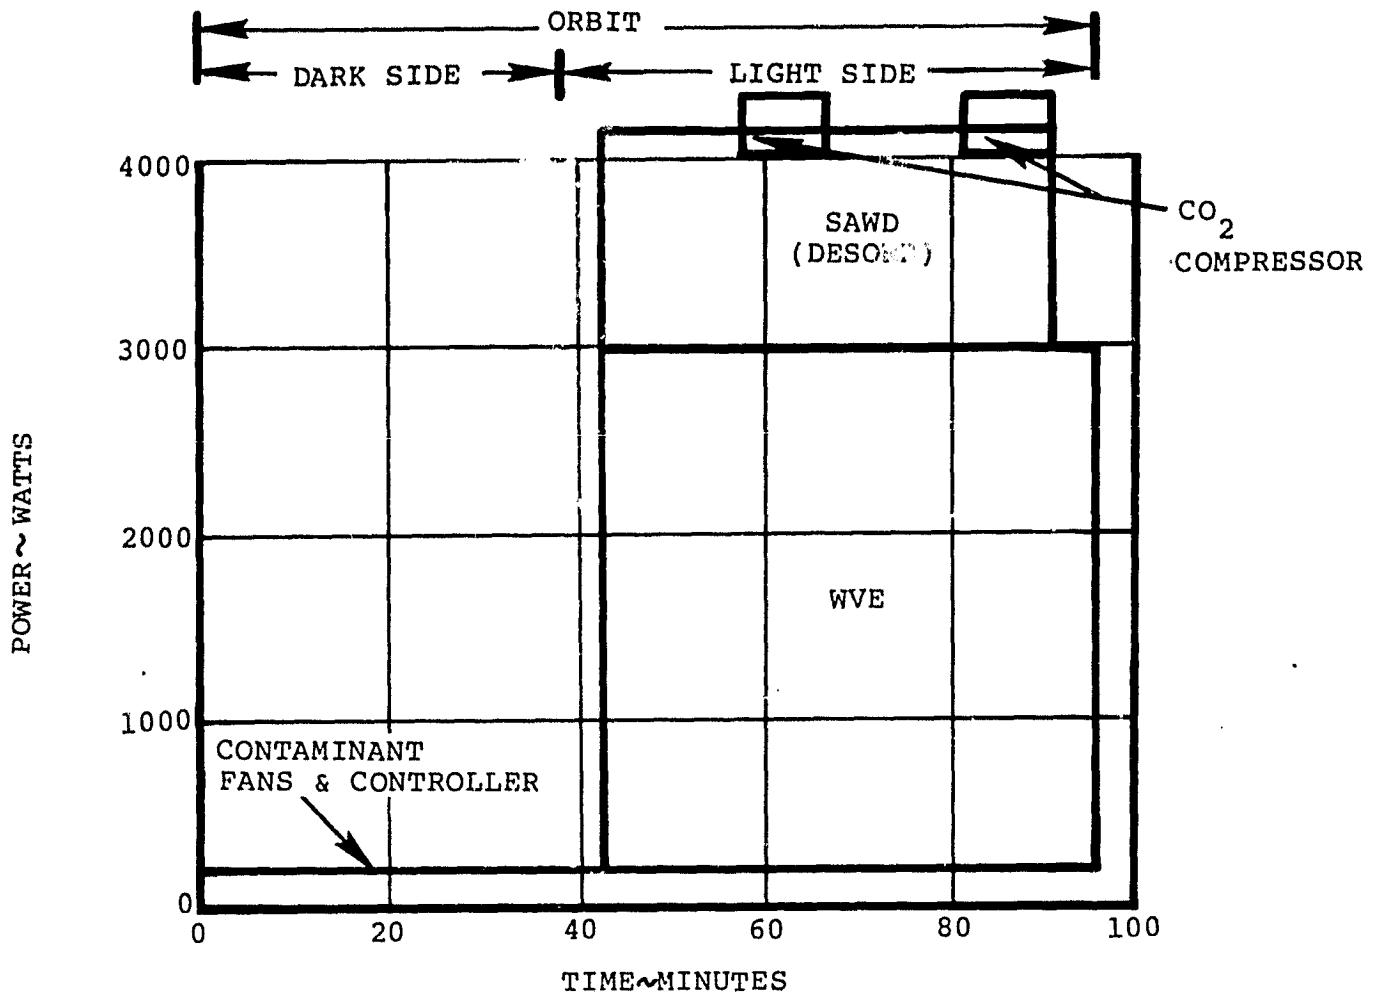 ORBIT
DARK SIDE
LIGHT SIDE
4000
3000
2000
1000
0
POWER~WATTS
SAWD
CO2
COMPRESSOR
WVE
CONTAMINANT
FANS & CONTROLLER
0
20
40
60
80
100
TIME~MINUTES